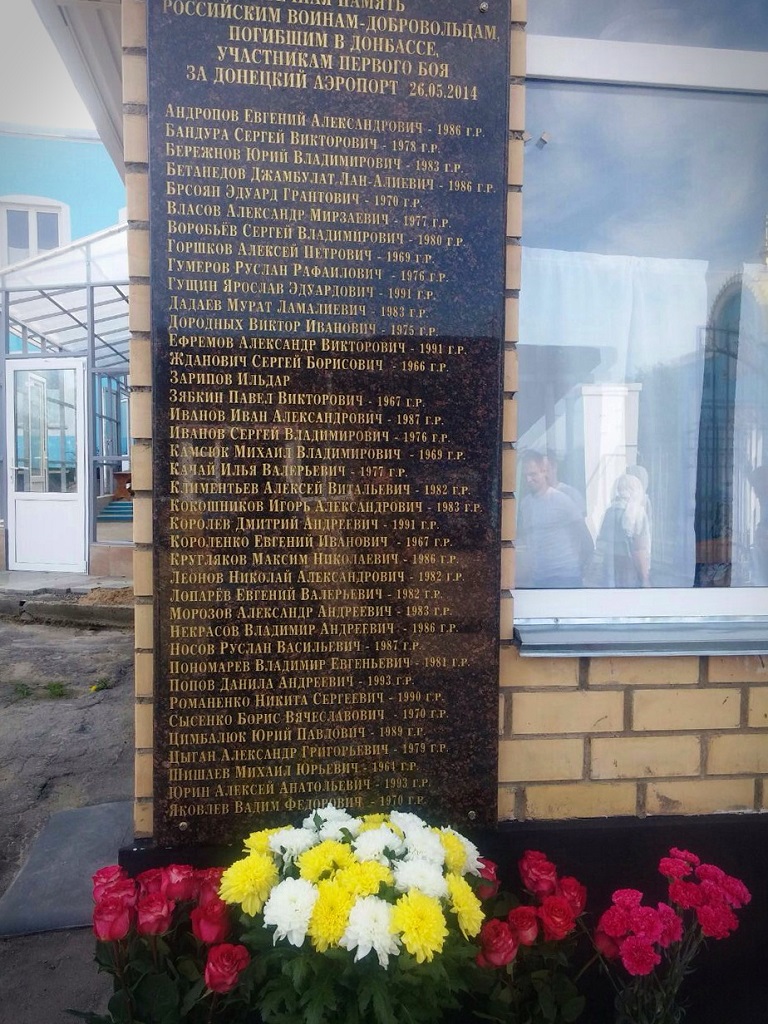 ПАМЯТЬ
РОССИЙСКИМ ВОИНАМ-ДОБРОВОЛЬЦАМ,
ПОГИБШИМ В ДОНБАССЕ,
УЧАСТНИКАМ ПЕРВОГО БОЯ
ЗА ДОНЕЦКИЙ АЭРОПОРТ 26.05.2014
АНДРОПОВ ЕВГЕНИЙ АЛЕКСАНДРОВИЧ - 1986 Г.Р.
БАНДУРА СЕРГЕЙ ВИКТОРОВИЧ - 1978 Г.Р.
БЕРЕЖНОВ ЮРИЙ ВЛАДИМИРОВИЧ - 1983 Г.Р.
БЕТАНЕДОВ ДЖАМБУЛАТ ЛАН-АЛИЕВИЧ - 1986 Г.Р.
БРСОЯН ЭДУАРД ГРАНТОВИЧ - 1970 Г.Р.
ВЛАСОВ АЛЕКСАНДР МИРЗАЕВИЧ - 1977 Г.Р.
ВОРОБЬЁВ СЕРГЕЙ ВЛАДИМИРОВИЧ - 1980 Г.Р.
ГОРШКОВ АЛЕКСЕЙ ПЕТРОВИЧ - 1969 Г.Р.
ГУМЕРОВ РУСЛАН РАФАИЛОВИЧ - 1976 Г.Р.
ГУЩИН ЯРОСЛАВ ЭДУАРДОВИЧ - 1991 Г.Р.
ДАДАЕВ МУРАТ ЛАМАЛИЕВИЧ - 1983 Г.Р.
ДОРОДНЫХ ВИКТОР ИВАНОВИЧ - 1975 Г.Р.
ЕФРЕМОВ АЛЕКСАНДР ВИКТОРОВИЧ - 1991 Г.Р.
ЖДАНОВИЧ СЕРГЕЙ БОРИСОВИЧ - 1966 Г.Р.
ЗАРИПОВ ИЛЬДАР
ЗЯБКИН ПАВЕЛ ВИКТОРОВИЧ - 1967 Г.Р.
ИВАНОВ ИВАН АЛЕКСАНДРОВИЧ - 1987 Г.Р.
ИВАНОВ СЕРГЕЙ ВЛАДИМИРОВИЧ - 1976 Г.Р.
КАМСЮК МИХАИЛ ВЛАДИМИРОВИЧ - 1969 Г.Р.
КАЧАЙ ИЛЬЯ ВАЛЕРЬЕВИЧ - 1977 Г.Р.
КЛИМЕНТЬЕВ АЛЕКСЕЙ ВИТАЛЬЕВИЧ - 1982 Г.Р.
КОКОШНИКОВ ИГОРЬ АЛЕКСАНДРОВИЧ - 1983 Г.Р.
КОРОЛЕВ ДМИТРИЙ АНДРЕЕВИЧ - 1991 Г.Р.
КОРОЛЕНКО ЕВГЕНИЙ ИВАНОВИЧ - 1967 Г.Р.
КРУГЛЯКОВ МАКСИМ НИКОЛАЕВИЧ - 1986 Г.Р.
ЛЕОНОВ НИКОЛАЙ АЛЕКСАНДРОВИЧ - 1982 Г.Р.
ЛОПАРЁВ ЕВГЕНИЙ ВАЛЕРЬЕВИЧ - 1982 Г.Р.
МОРОЗОВ АЛЕКСАНДР АНДРЕЕВИЧ - 1983 Г.Р.
НЕКРАСОВ ВЛАДИМИР АНДРЕЕВИЧ - 1986 Г.Р.
НОСОВ РУСЛАН ВАСИЛЬЕВИЧ - 1987 Г.Р.
ПОНОМАРЕВ ВЛАДИМИР ЕВГЕНЬЕВИЧ - 1981 Г.Р.
ПОПОВ ДАНИЛА АНДРЕЕВИЧ - 1993 Г.Р.
РОМАНЕНКО НИКИТА СЕРГЕЕВИЧ - 1990 Г.Р.
СЫСЕНКО БОРИС ВЯЧЕСЛАВОВИЧ - 1970 Г.Р.
ЦИМБАЛЮК ЮРИЙ ПАВЛОВИЧ - 1989 Г.Р.
ЦЫГАН АЛЕКСАНДР ГРИГОРЬЕВИЧ - 1979 Г.Р.
ШИШАЕВ МИХАИЛ ЮРЬЕВИЧ - 1964 Г.Р.
ЮРИН АЛЕКСЕЙ АНАТОЛЬЕВИЧ - 1993 Г.Р.
ЯКОВЛЕВ ВАДИМ ФЕДОРОВИЧ - 1970 Г.Р.